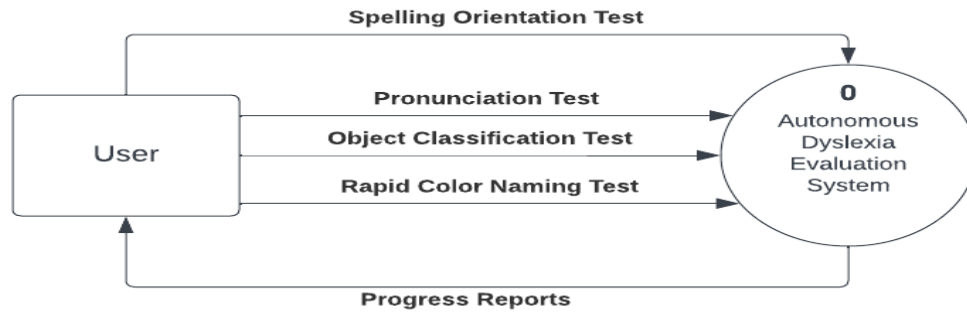 Spelling Orientation Test
Pronunciation Test
Object Classification Test
Rapid Color Naming Test
User
0
Autonomous
Dyslexia
Evaluation
System
Progress Reports